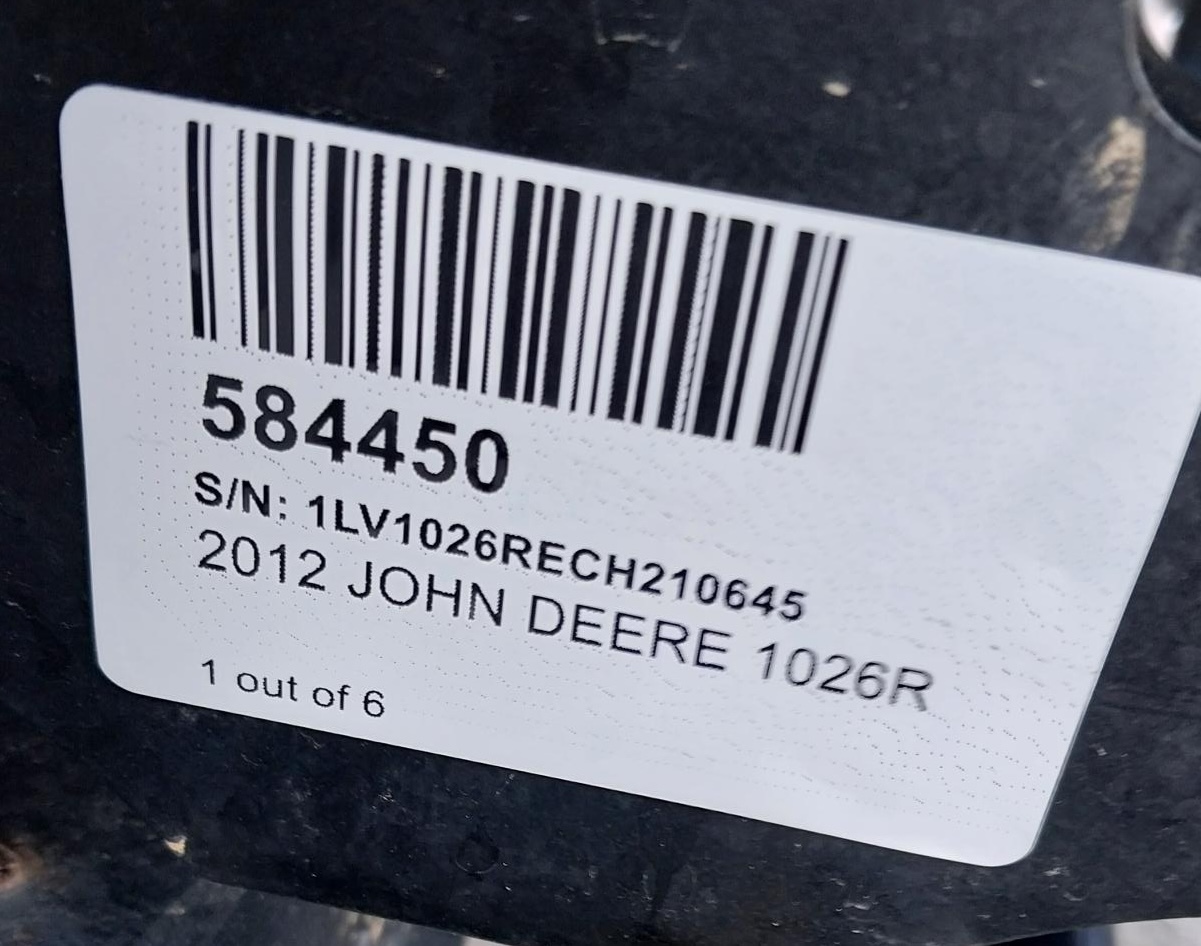 584450
S/N: 1LV1026RECH210645
2012 JOHN DEERE 1026R
1 out of 6